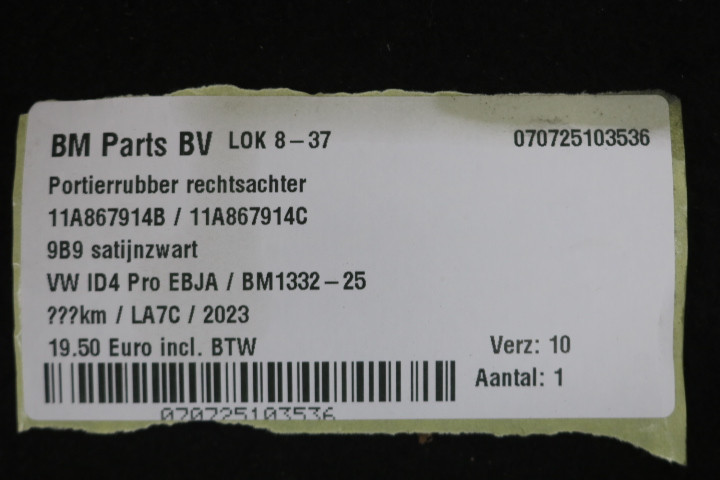 BM Parts BV LOK 8-37 070725103536
Portierrubber rechtsachter
11A867914B / 11A867914C
9B9 satijnzwart
VW ID4 Pro EBJA / BM1332-25
???km / LA7C / 2023
19.50 Euro incl. BTW Verz: 10
Aantal: 1
070725103536